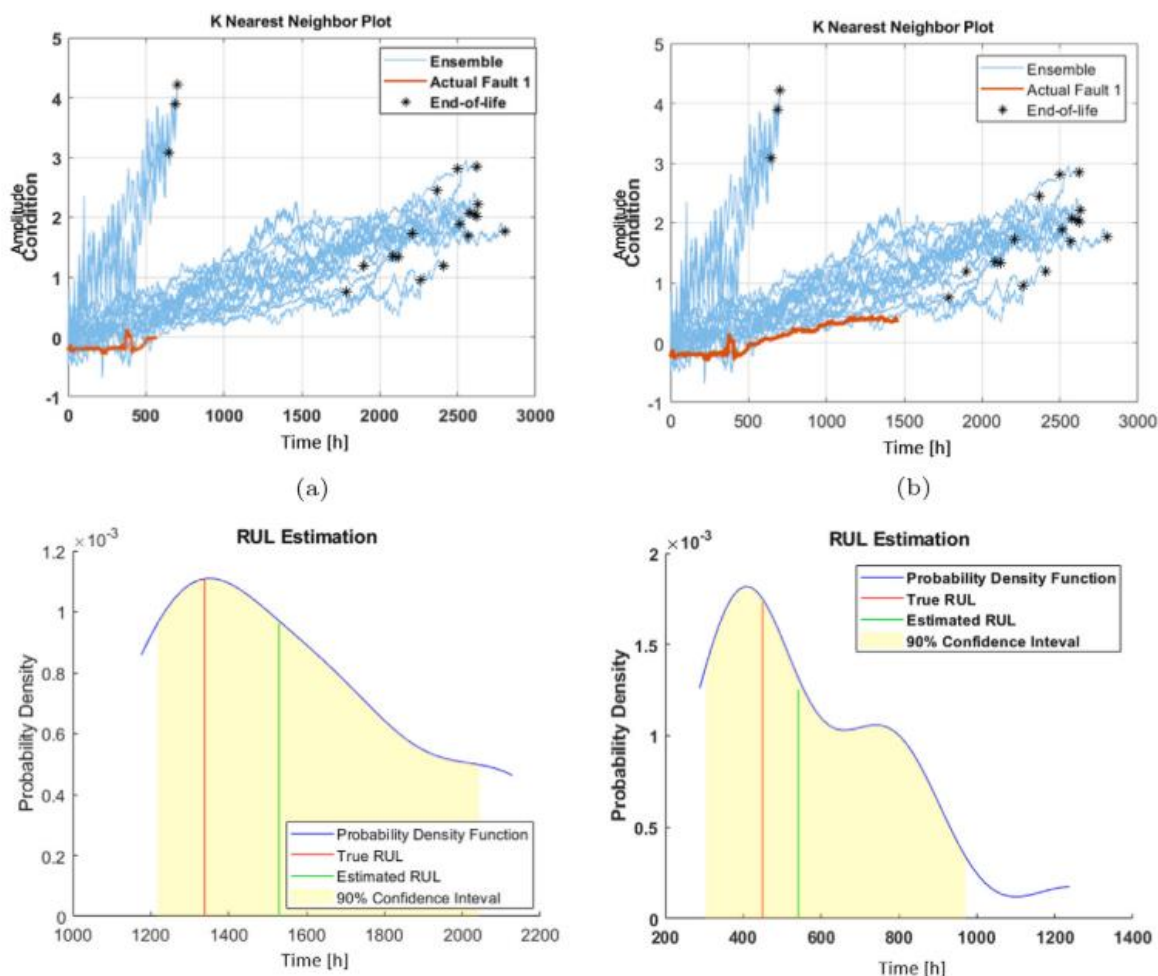 K Nearest Neighbor Plot
5
4
3
2
1
0
-1
Amplitude
Condition
Ensemble
Actual Fault 1
End-of-life
0 500 1000 1500 2000 2500 3000
Time [h]
(a)
K Nearest Neighbor Plot
5
4
3
2
1
0
-1
Amplitude
Condition
Ensemble
Actual Fault 1
End-of-life
0 500 1000 1500 2000 2500 3000
Time [h]
(b)
RUL Estimation
×10⁻³
1.2
1
0.8
0.6
0.4
0.2
0
Probability Density
Probability Density Function
True RUL
Estimated RUL
90% Confidence Inteval
1000 1200 1400 1600 1800 2000 2200
Time [h]
RUL Estimation
×10⁻³
2
1.5
1
0.5
0
Probability Density
Probability Density Function
True RUL
Estimated RUL
90% Confidence Inteval
200 400 600 800 1000 1200 1400
Time [h]